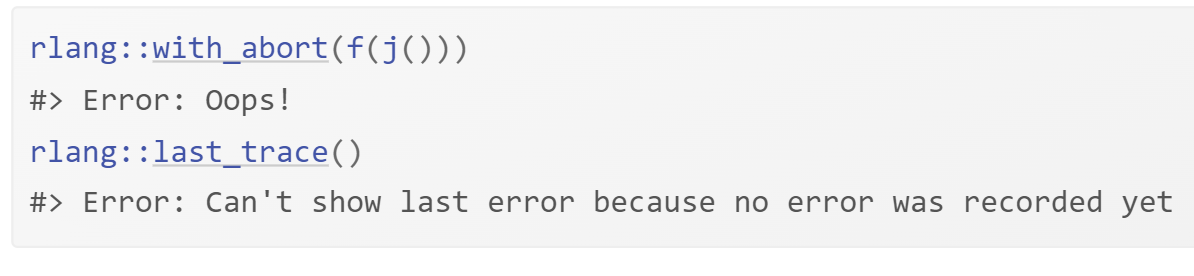 rlang::with_abort(f(j()))
#> Error: Oops!
rlang::last_trace()
#> Error: Can't show last error because no error was recorded yet